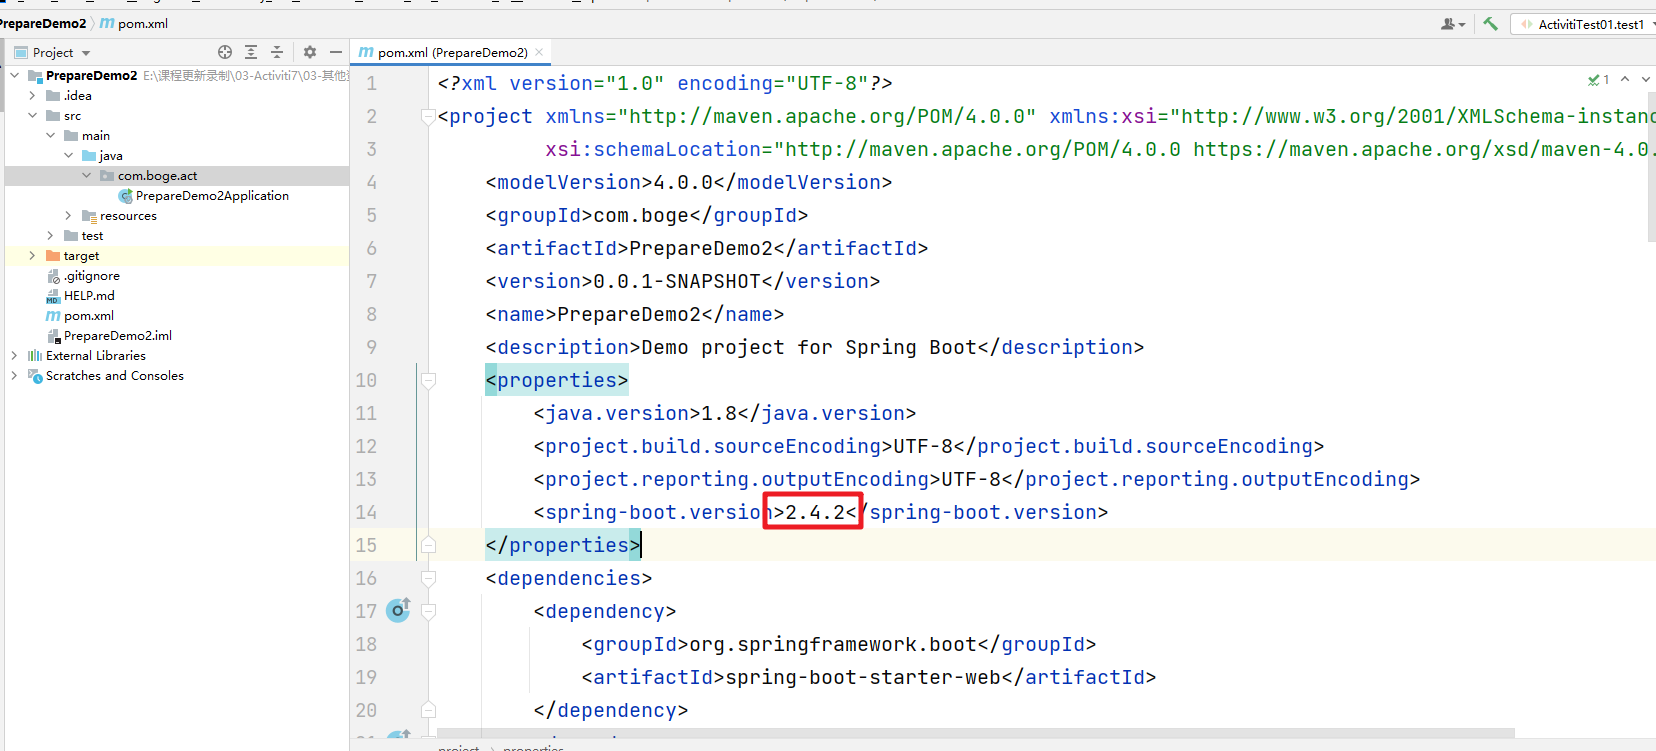 PrepareDemo2 pom.xml
ActivitiTest01.test1
Project
pom.xml (PrepareDemo2)
PrepareDemo2 E:\课程更新录制\03-Activiti7\03-其他
.idea
src
main
java
com.boge.act
PrepareDemo2Application
resources
test
target
.gitignore
HELP.md
pom.xml
PrepareDemo2.iml
External Libraries
Scratches and Consoles
1
1 <?xml version="1.0" encoding="UTF-8"?>
2 <project xmlns="http://maven.apache.org/POM/4.0.0" xmlns:xsi="http://www.w3.org/2001/XMLSchema-instanc
3 xsi:schemaLocation="http://maven.apache.org/POM/4.0.0 https://maven.apache.org/xsd/maven-4.0.
4 <modelVersion>4.0.0</modelVersion>
5 <groupId>com.boge</groupId>
6 <artifactId>PrepareDemo2</artifactId>
7 <version>0.0.1-SNAPSHOT</version>
8 <name>PrepareDemo2</name>
9 <description>Demo project for Spring Boot</description>
10 <properties>
11 <java.version>1.8</java.version>
12 <project.build.sourceEncoding>UTF-8</project.build.sourceEncoding>
13 <project.reporting.outputEncoding>UTF-8</project.reporting.outputEncoding>
14 <spring-boot.version>2.4.2</spring-boot.version>
15 </properties>
16 <dependencies>
17 <dependency>
18 <groupId>org.springframework.boot</groupId>
19 <artifactId>spring-boot-starter-web</artifactId>
20 </dependency>
project properties